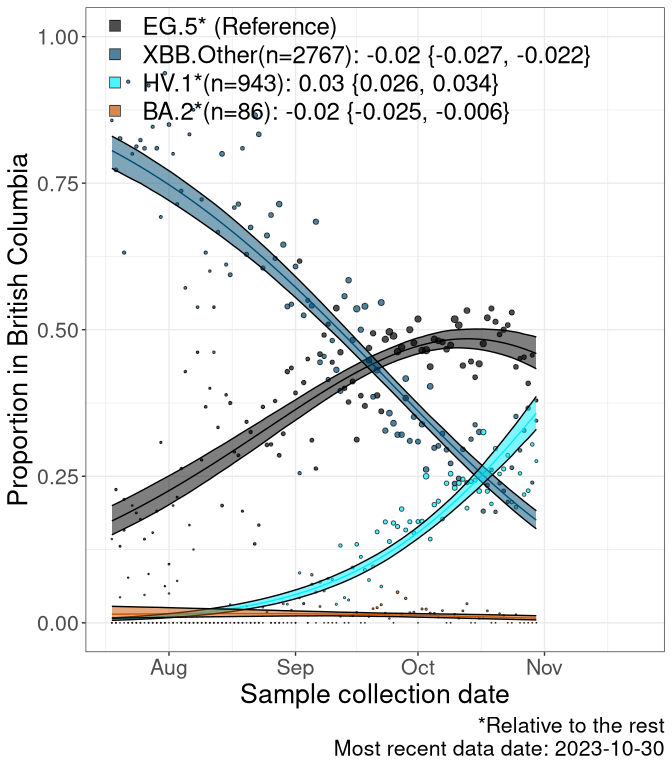 EG.5* (Reference)
XBB.Other(n=2767): -0.02 {-0.027, -0.022}
HV.1*(n=943): 0.03 {0.026, 0.034}
BA.2*(n=86): -0.02 {-0.025, -0.006}
1.00
0.75
0.50
0.25
0.00
Proportion in British Columbia
Aug Sep Oct Nov
Sample collection date
*Relative to the rest
Most recent data date: 2023-10-30